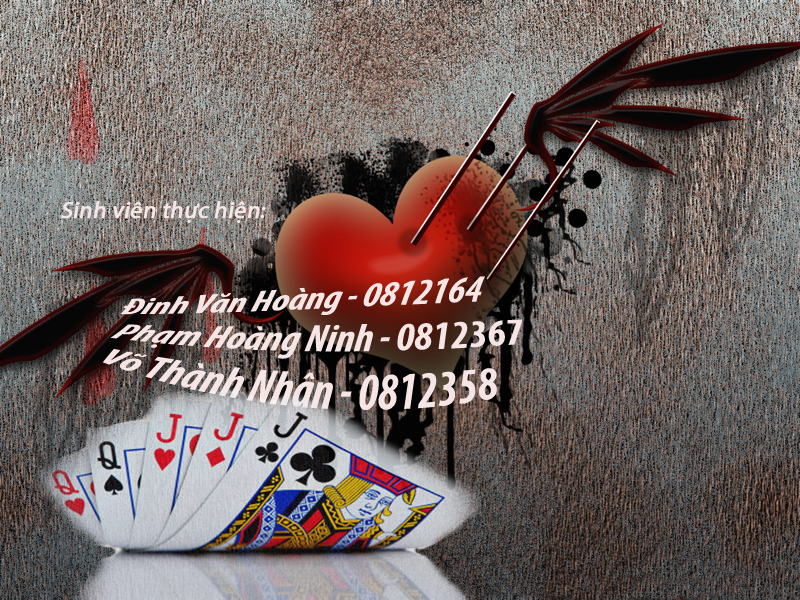 Sinh viên thực hiện:
Đinh Văn Hoàng - 0812164
Phạm Hoàng Ninh - 0812367
Võ Thành Nhân - 0812358
Q Q J J J